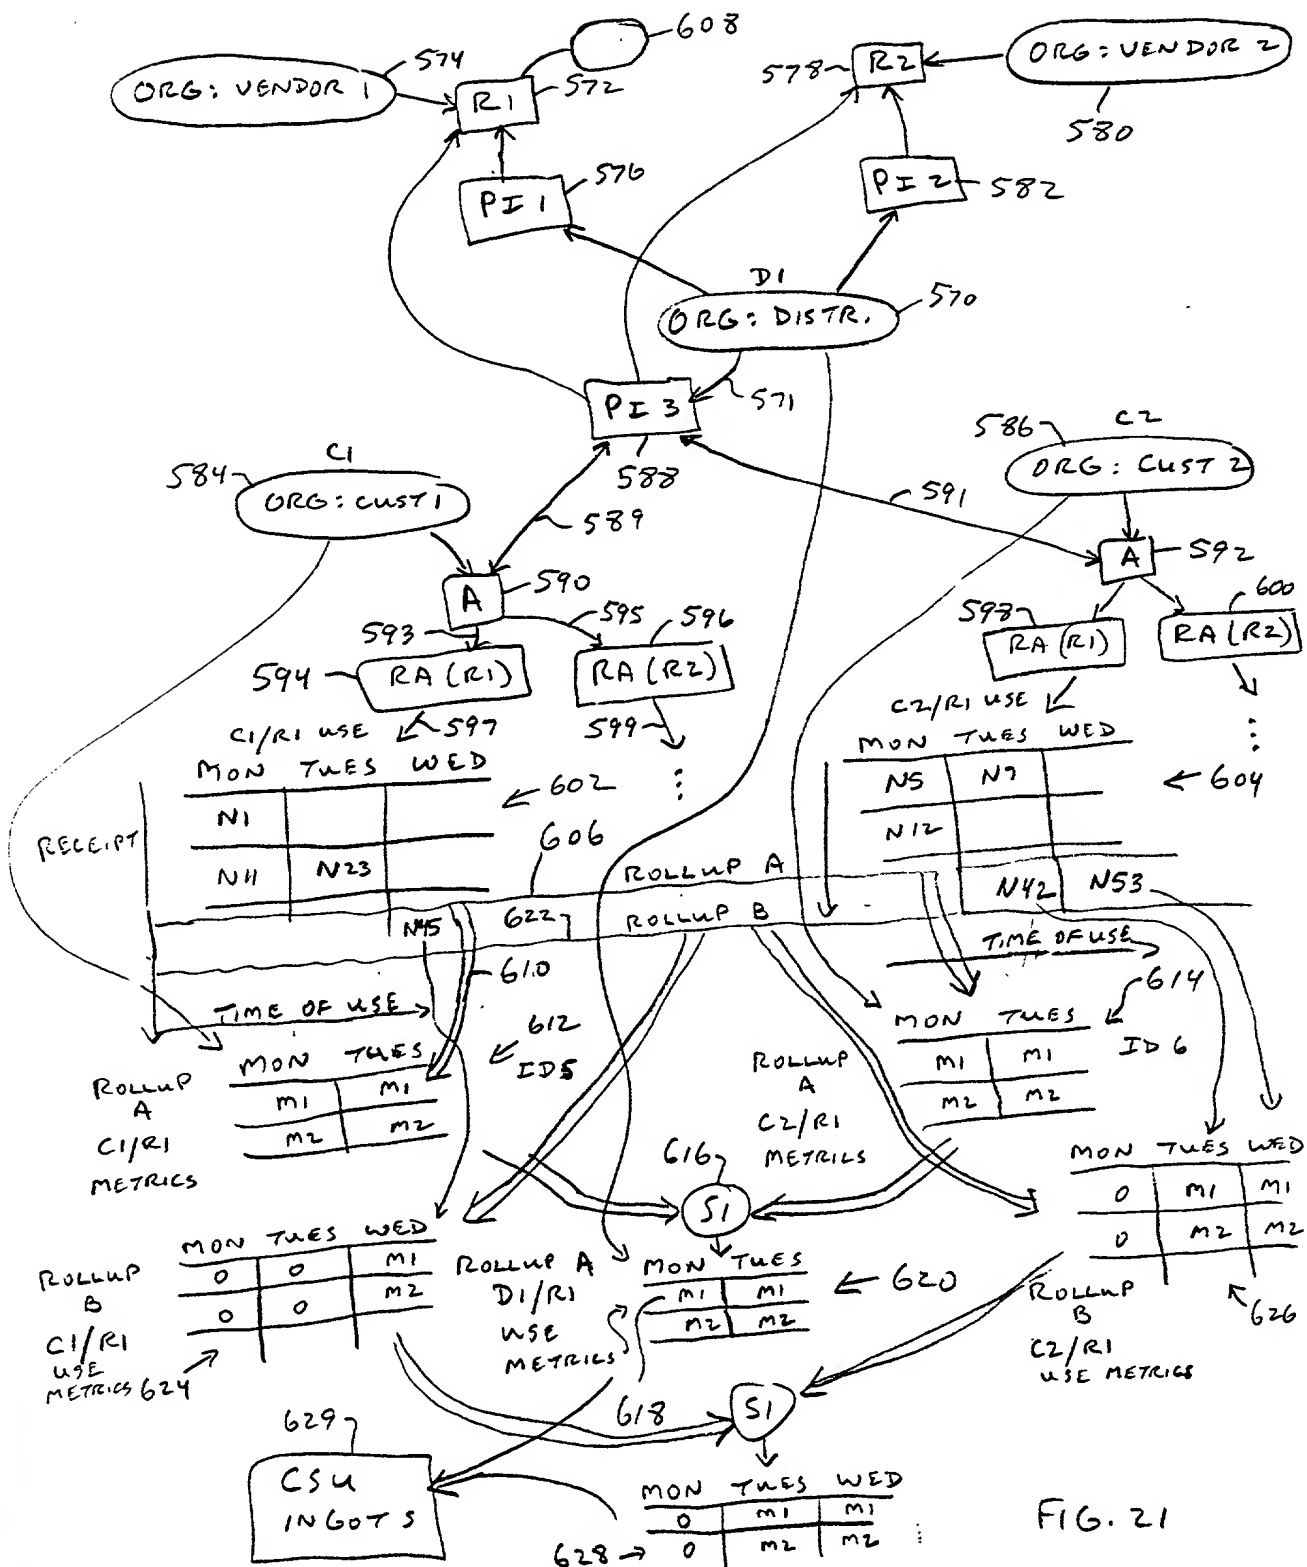 608
574
ORG: VENDOR 1
R1
572
578
R2
ORG: VENDOR 2
580
PI 1
576
PI 2
582
D1
ORG: DISTR.
570
571
PI 3
588
584
C1
ORG: CUST 1
589
586
C2
ORG: CUST 2
591
A
590
A
592
593
595
596
594
RA (R1)
RA (R2)
598
RA (R1)
600
RA (R2)
C1/R1 USE
597
599
C2/R1 USE
MON TUES WED
602
N1
N11 N23
RECEIPT
MON TUES WED
N5 N9
604
N12
606
ROLLUP A
N45
622
ROLLUP B
N42 N53
TIME OF USE
610
TIME OF USE
612
ID5
614
ID6
ROLLUP
A
C1/R1
METRICS
MON TUES
M1 M1
M2 M2
ROLLUP
A
C2/R1
METRICS
MON TUES
M1 M1
M2 M2
616
S1
MON TUES WED
0 M1 M1
0 M2 M2
626
ROLLUP
B
C1/R1
USE
METRICS 624
MON TUES WED
0 0 M1
0 0 M2
ROLLUP A
D1/R1
USE
METRICS
MON TUES
M1 M1
M2 M2
620
ROLLUP
B
C2/R1
USE METRICS
618
S1
629
CSU
INGOTS
MON TUES WED
0 M1 M1
0 M2 M2
628
FIG. 21